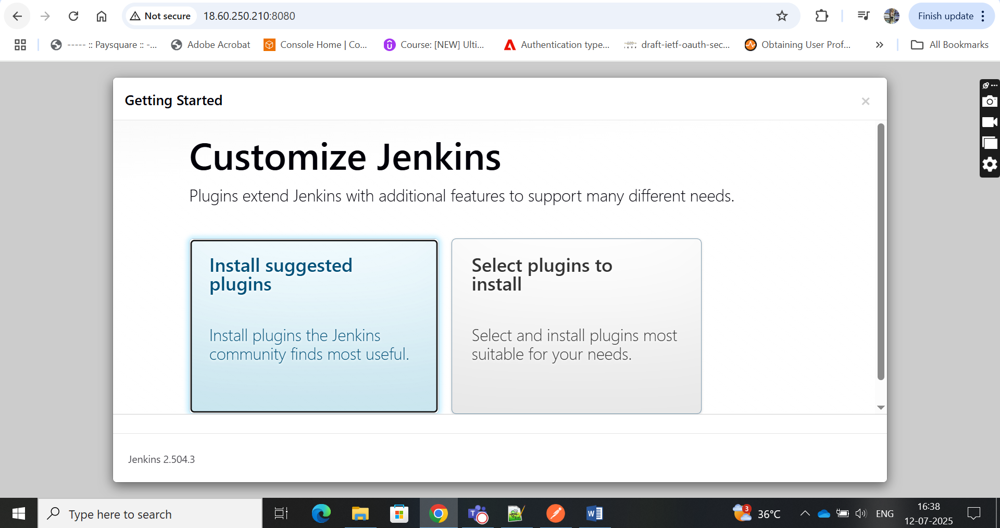 Not secure 18.60.250.210:8080 Finish update
----- :: Paysquare :: -... Adobe Acrobat Console Home | Co... Course: [NEW] Ulti... Authentication type... draft-ietf-oauth-sec... Obtaining User Prof... » All Bookmarks
Getting Started
×
Customize Jenkins
Plugins extend Jenkins with additional features to support many different needs.
Install suggested
plugins
Install plugins the Jenkins
community finds most useful.
Select plugins to
install
Select and install plugins most
suitable for your needs.
Jenkins 2.504.3
Type here to search
3
36°C
ENG
16:38
12-07-2025